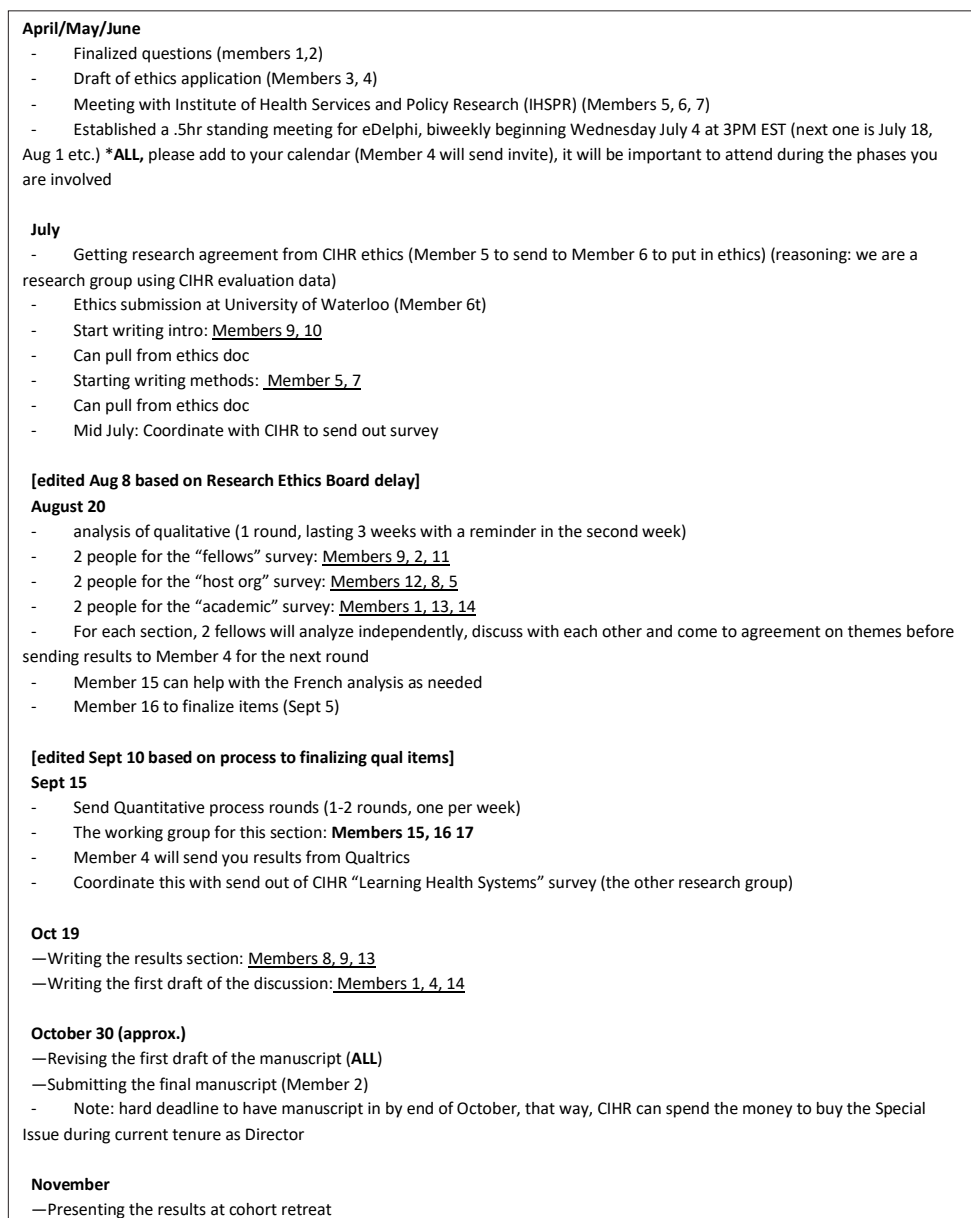 April/May/June
- Finalized questions (members 1,2)
- Draft of ethics application (Members 3, 4)
- Meeting with Institute of Health Services and Policy Research (IHSPR) (Members 5, 6, 7)
- Established a .5hr standing meeting for eDelphi, biweekly beginning Wednesday July 4 at 3PM EST (next one is July 18,
Aug 1 etc.) *ALL, please add to your calendar (Member 4 will send invite), it will be important to attend during the phases you
are involved
July
- Getting research agreement from CIHR ethics (Member 5 to send to Member 6 to put in ethics) (reasoning: we are a
research group using CIHR evaluation data)
- Ethics submission at University of Waterloo (Member 6t)
- Start writing intro: Members 9, 10
- Can pull from ethics doc
- Starting writing methods: Member 5, 7
- Can pull from ethics doc
- Mid July: Coordinate with CIHR to send out survey
[edited Aug 8 based on Research Ethics Board delay]
August 20
- analysis of qualitative (1 round, lasting 3 weeks with a reminder in the second week)
- 2 people for the “fellows” survey: Members 9, 2, 11
- 2 people for the “host org” survey: Members 12, 8, 5
- 2 people for the “academic” survey: Members 1, 13, 14
- For each section, 2 fellows will analyze independently, discuss with each other and come to agreement on themes before
sending results to Member 4 for the next round
- Member 15 can help with the French analysis as needed
- Member 16 to finalize items (Sept 5)
[edited Sept 10 based on process to finalizing qual items]
Sept 15
- Send Quantitative process rounds (1-2 rounds, one per week)
- The working group for this section: Members 15, 16 17
- Member 4 will send you results from Qualtrics
- Coordinate this with send out of CIHR “Learning Health Systems” survey (the other research group)
Oct 19
—Writing the results section: Members 8, 9, 13
—Writing the first draft of the discussion: Members 1, 4, 14
October 30 (approx.)
—Revising the first draft of the manuscript (ALL)
—Submitting the final manuscript (Member 2)
- Note: hard deadline to have manuscript in by end of October, that way, CIHR can spend the money to buy the Special
Issue during current tenure as Director
November
—Presenting the results at cohort retreat